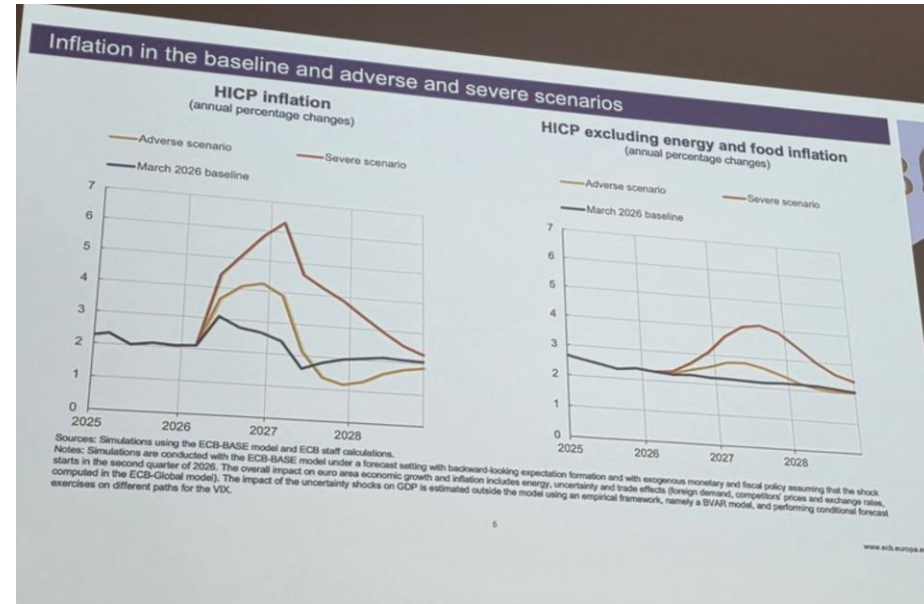 Inflation in the baseline and adverse and severe scenarios
HICP inflation
(annual percentage changes)
Adverse scenario
Severe scenario
March 2026 baseline
7
6
5
4
3
2
1
0
2025
2026
2027
2028
HICP excluding energy and food inflation
(annual percentage changes)
Adverse scenario
Severe scenario
March 2026 baseline
7
6
5
4
3
2
1
0
2025
2026
2027
2028
Sources: Simulations using the ECB-BASE model and ECB staff calculations.
Notes: Simulations are conducted with the ECB-BASE model under a forecast setting with backward-looking expectation formation and with exogenous monetary and fiscal policy assuming that the shock
starts in the second quarter of 2026. The overall impact on euro area economic growth and inflation includes energy, uncertainty and trade effects (foreign demand, competitors' prices and exchange rates,
computed in the ECB-Global model). The impact of the uncertainty shocks on GDP is estimated outside the model using an empirical framework, namely a BVAR model, and performing conditional forecast
exercises on different paths for the VIX.
5
www.ecb.europa.e